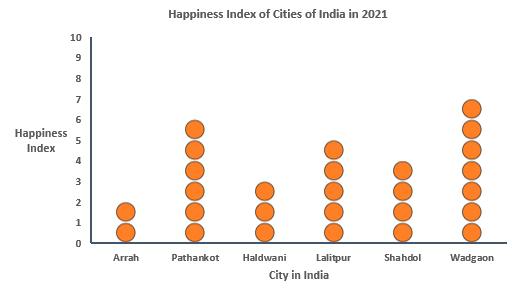 Happiness Index of Cities of India in 2021
10
9
8
7
6
5
4
3
2
1
0
Happiness
Index
Arrah Pathankot Haldwani Lalitpur Shahdol Wadgaon
City in India